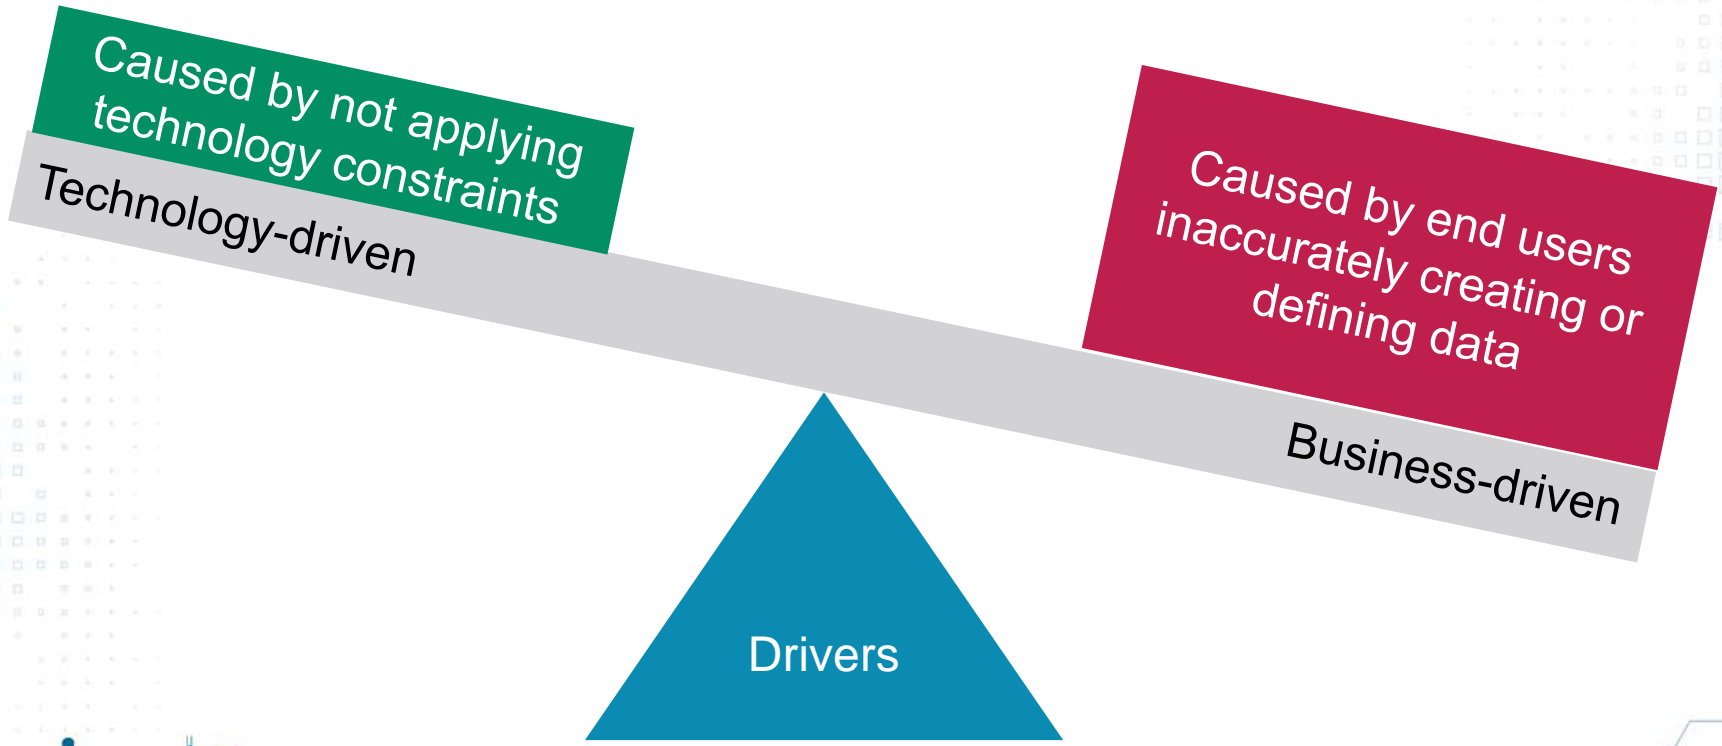 Caused by not applying
technology constraints
Technology-driven
Caused by end users
inaccurately creating or
defining data
Business-driven
Drivers